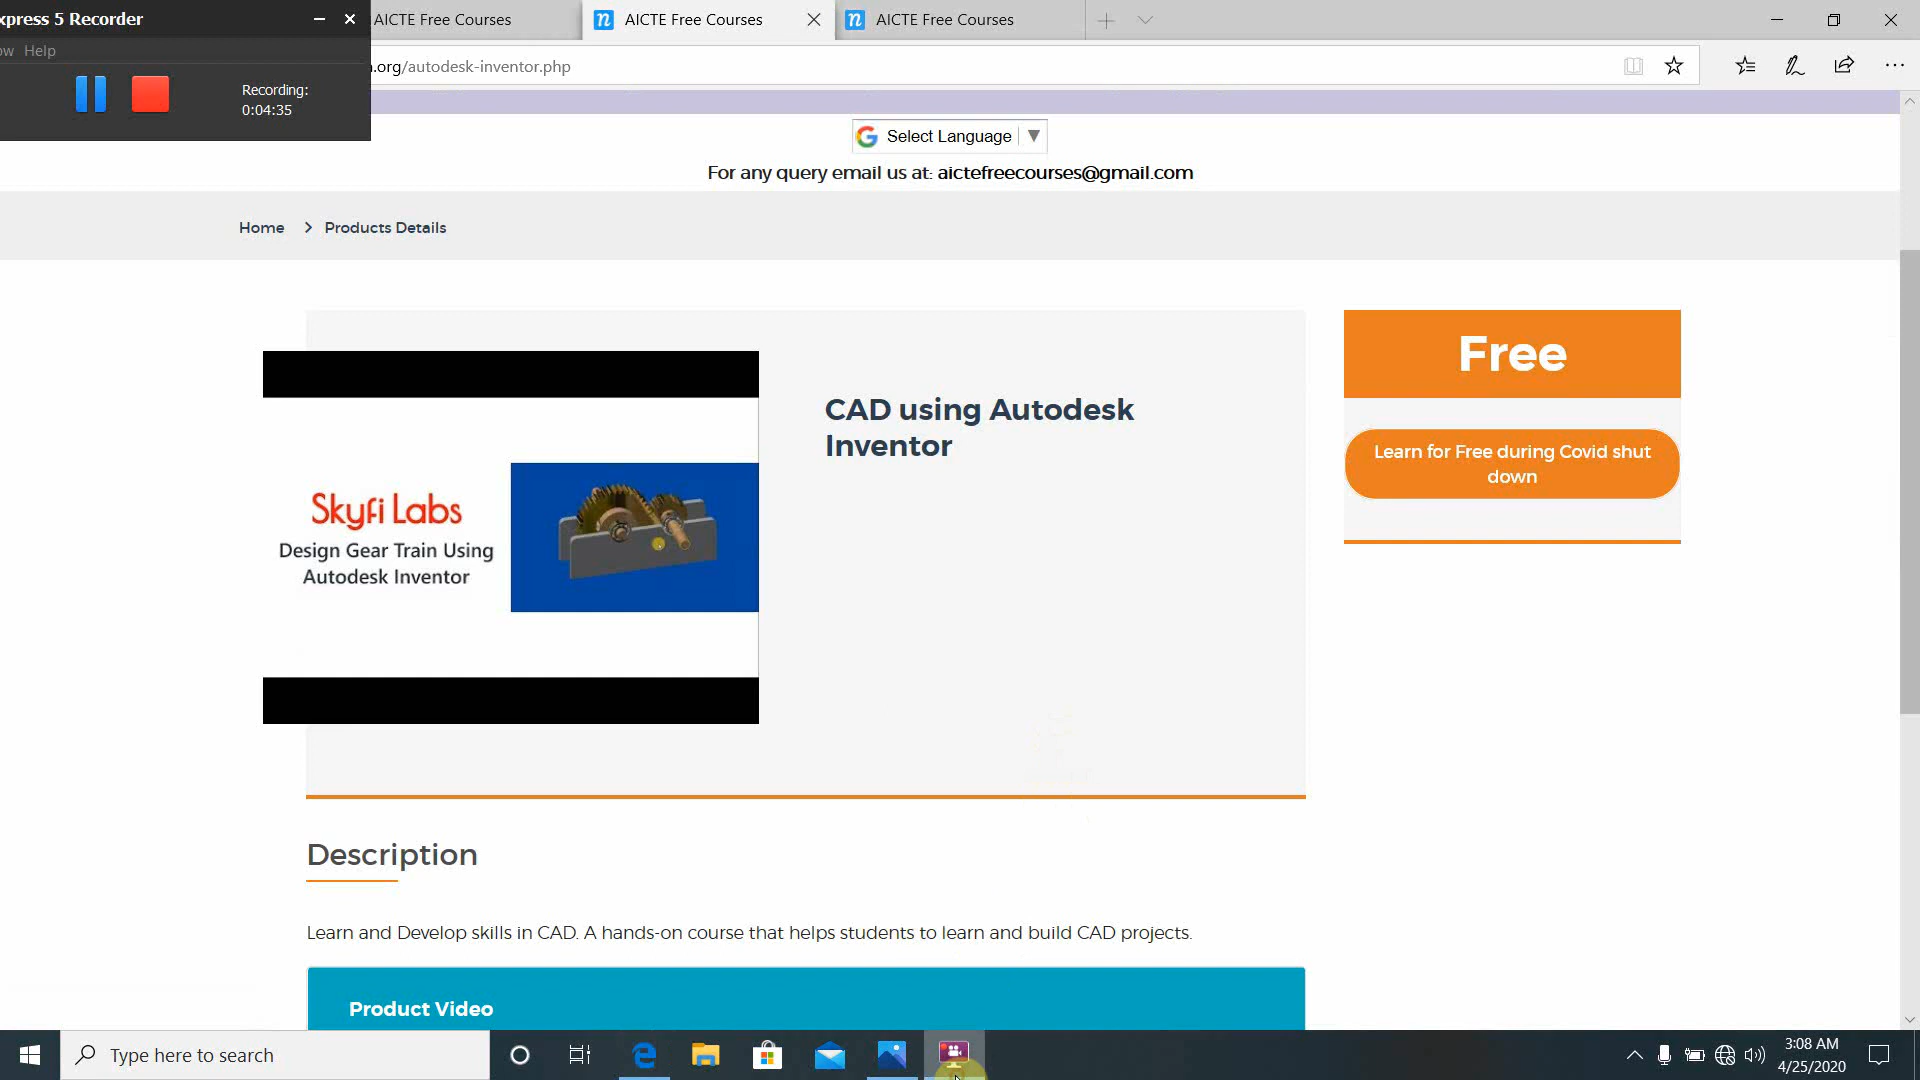 xpress 5 Recorder
ow Help
Recording:
0:04:35
AICTE Free Courses
AICTE Free Courses
AICTE Free Courses
.org/autodesk-inventor.php
Select Language
For any query email us at: aictefreecourses@gmail.com
Home > Products Details
Free
Learn for Free during Covid shut
down
CAD using Autodesk
Inventor
Skyfi Labs
Design Gear Train Using
Autodesk Inventor
Description
Learn and Develop skills in CAD. A hands-on course that helps students to learn and build CAD projects.
Product Video
Type here to search
3:08 AM
4/25/2020